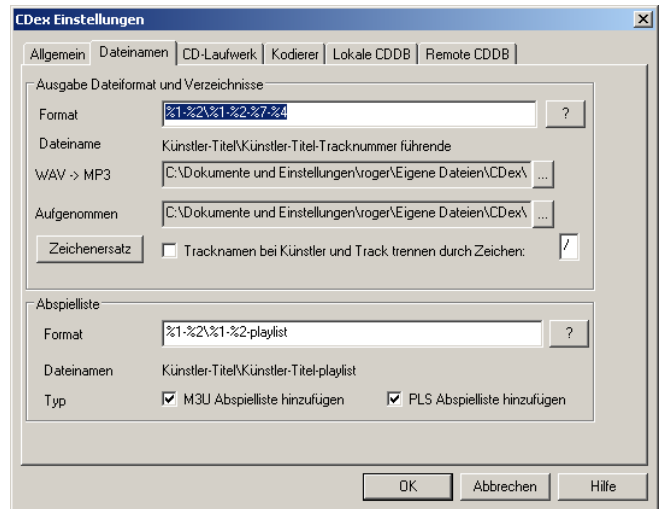 CDex Einstellungen
Allgemein Dateinamen CD-Laufwerk Kodierer Lokale CDDB Remote CDDB
Ausgabe Dateiformat und Verzeichnisse
Format %1-%2\%1-%2-%7-%4 ?
Dateiname Künstler-Titel\Künstler-Titel-Tracknummer führende
WAV -> MP3 C:\Dokumente und Einstellungen\roger\Eigene Dateien\CDex\ ...
Aufgenommen C:\Dokumente und Einstellungen\roger\Eigene Dateien\CDex\ ...
Zeichenersatz Tracknamen bei Künstler und Track trennen durch Zeichen: /
Abspielliste
Format %1-%2\%1-%2-playlist ?
Dateinamen Künstler-Titel\Künstler-Titel-playlist
Typ M3U Abspielliste hinzufügen PLS Abspielliste hinzufügen
OK Abbrechen Hilfe